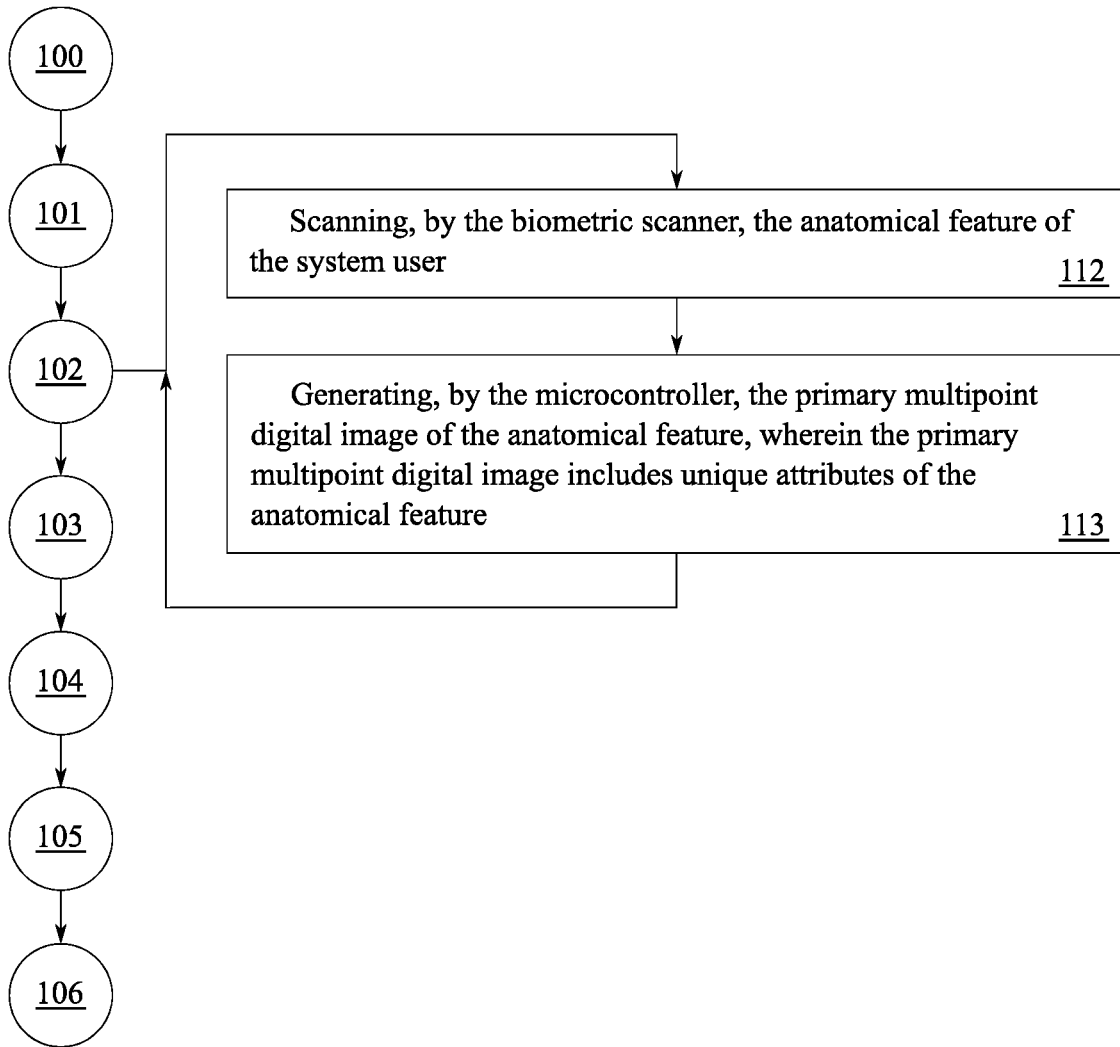 100
101
Scanning, by the biometric scanner, the anatomical feature of
the system user
112
102
Generating, by the microcontroller, the primary multipoint
digital image of the anatomical feature, wherein the primary
multipoint digital image includes unique attributes of the
anatomical feature
113
103
104
105
106